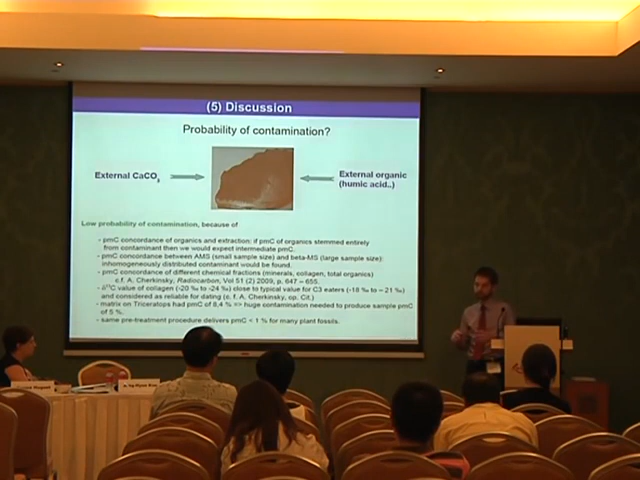 (5) Discussion
Probability of contamination?
External CaCO3
External organic
(humic acid..)
Low probability of contamination, because of
- pmC concordance of organics and extraction: if pmC of organics stemmed entirely
from contaminant then we would expect intermediate pmC.
- pmC concordance between AMS (small sample size) and beta-MS (large sample size):
inhomogeneously distributed contaminant would be found.
- pmC concordance of different chemical fractions (minerals, collagen, total organics)
c.f. A. Cherkinsky, Radiocarbon, Vol 51 (2) 2009, p. 647 – 655.
- δ13C value of collagen (-20 ‰ to -24 ‰) close to typical value for C3 eaters (-18 ‰ to – 21 ‰)
and considered as reliable for dating (c. f. A. Cherkinsky, op. Cit.)
- matrix on Triceratops had pmC of 8,4 % => huge contamination needed to produce sample pmC
of 5 %.
- same pre-treatment procedure delivers pmC < 1 % for many plant fossils.